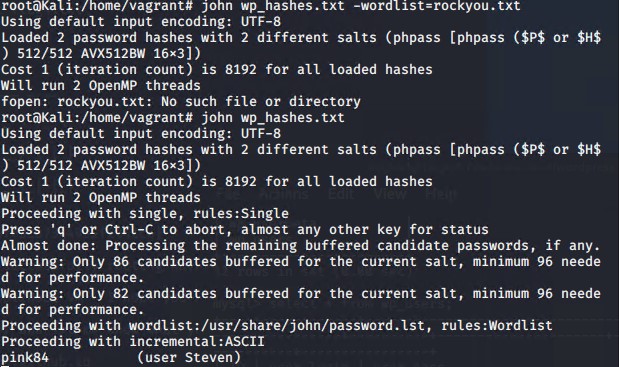 root@Kali:/home/vagrant# john wp_hashes.txt -wordlist=rockyou.txt
Using default input encoding: UTF-8
Loaded 2 password hashes with 2 different salts (phpass [phpass ($P$ or $H$
) 512/512 AVX512BW 16×3])
Cost 1 (iteration count) is 8192 for all loaded hashes
Will run 2 OpenMP threads
fopen: rockyou.txt: No such file or directory
root@Kali:/home/vagrant# john wp_hashes.txt
Using default input encoding: UTF-8
Loaded 2 password hashes with 2 different salts (phpass [phpass ($P$ or $H$
) 512/512 AVX512BW 16×3])
Cost 1 (iteration count) is 8192 for all loaded hashes
Will run 2 OpenMP threads
Proceeding with single, rules:Single
Press 'q' or Ctrl-C to abort, almost any other key for status
Almost done: Processing the remaining buffered candidate passwords, if any.
Warning: Only 86 candidates buffered for the current salt, minimum 96 neede
d for performance.
Warning: Only 82 candidates buffered for the current salt, minimum 96 neede
d for performance.
Proceeding with wordlist:/usr/share/john/password.lst, rules:Wordlist
Proceeding with incremental:ASCII
pink84 (user Steven)